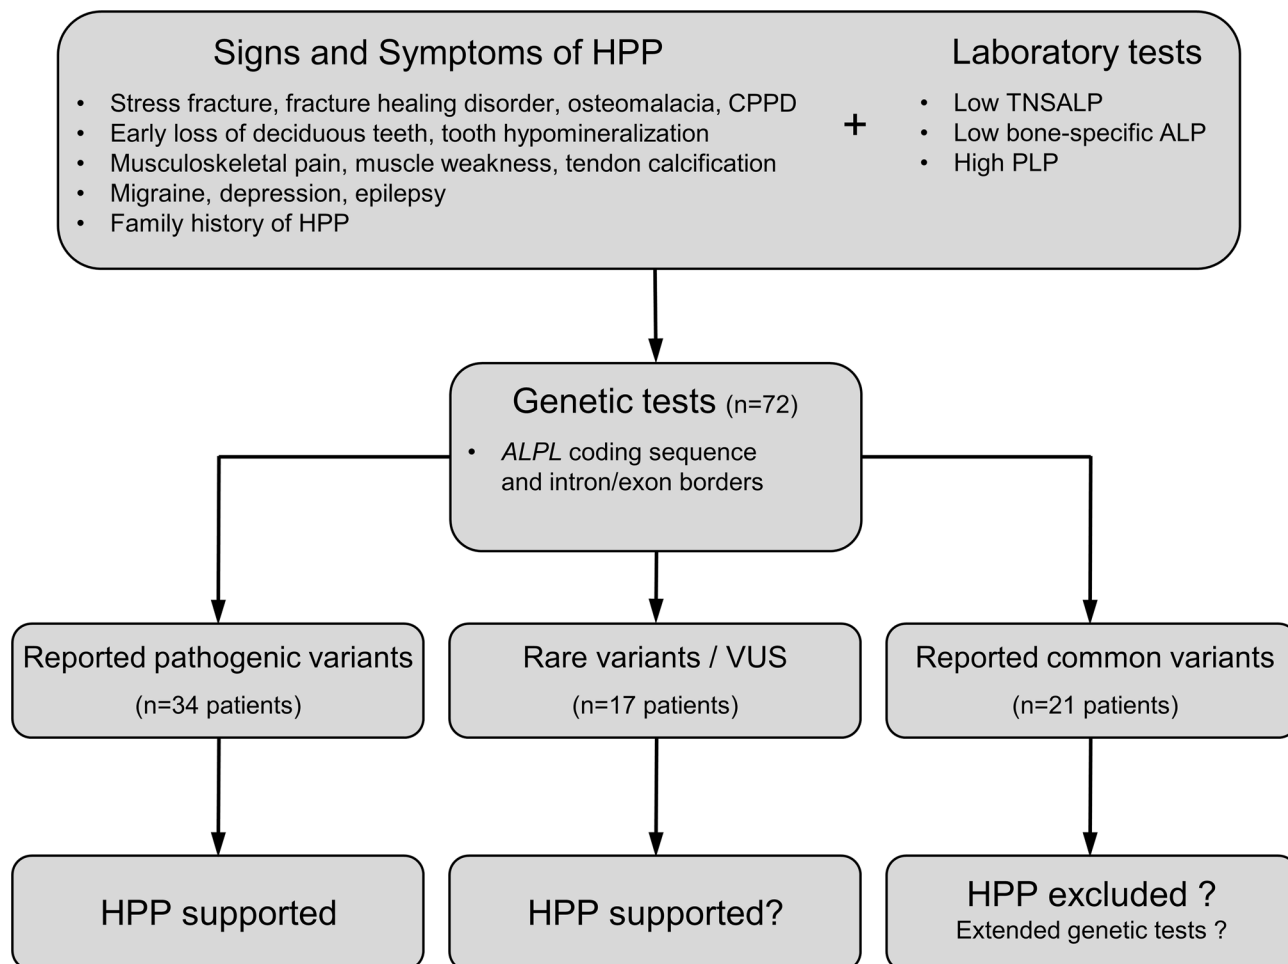 Signs and Symptoms of HPP
• Stress fracture, fracture healing disorder, osteomalacia, CPPD
• Early loss of deciduous teeth, tooth hypomineralization
• Musculoskeletal pain, muscle weakness, tendon calcification
• Migraine, depression, epilepsy
• Family history of HPP
+
Laboratory tests
• Low TNSALP
• Low bone-specific ALP
• High PLP
Genetic tests (n=72)
• ALPL coding sequence
and intron/exon borders
Reported pathogenic variants
(n=34 patients)
Rare variants / VUS
(n=17 patients)
Reported common variants
(n=21 patients)
HPP supported
HPP supported?
HPP excluded ?
Extended genetic tests ?